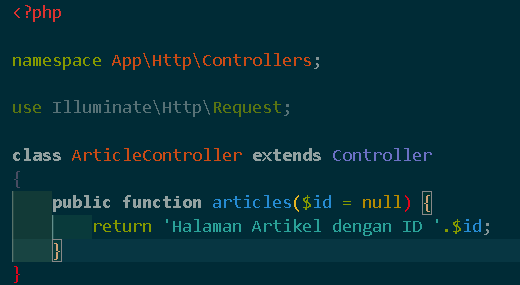 <?php
namespace App\Http\Controllers;
use Illuminate\Http\Request;
class ArticleController extends Controller
{
public function articles($id = null) {
return 'Halaman Artikel dengan ID '.$id;
}
}